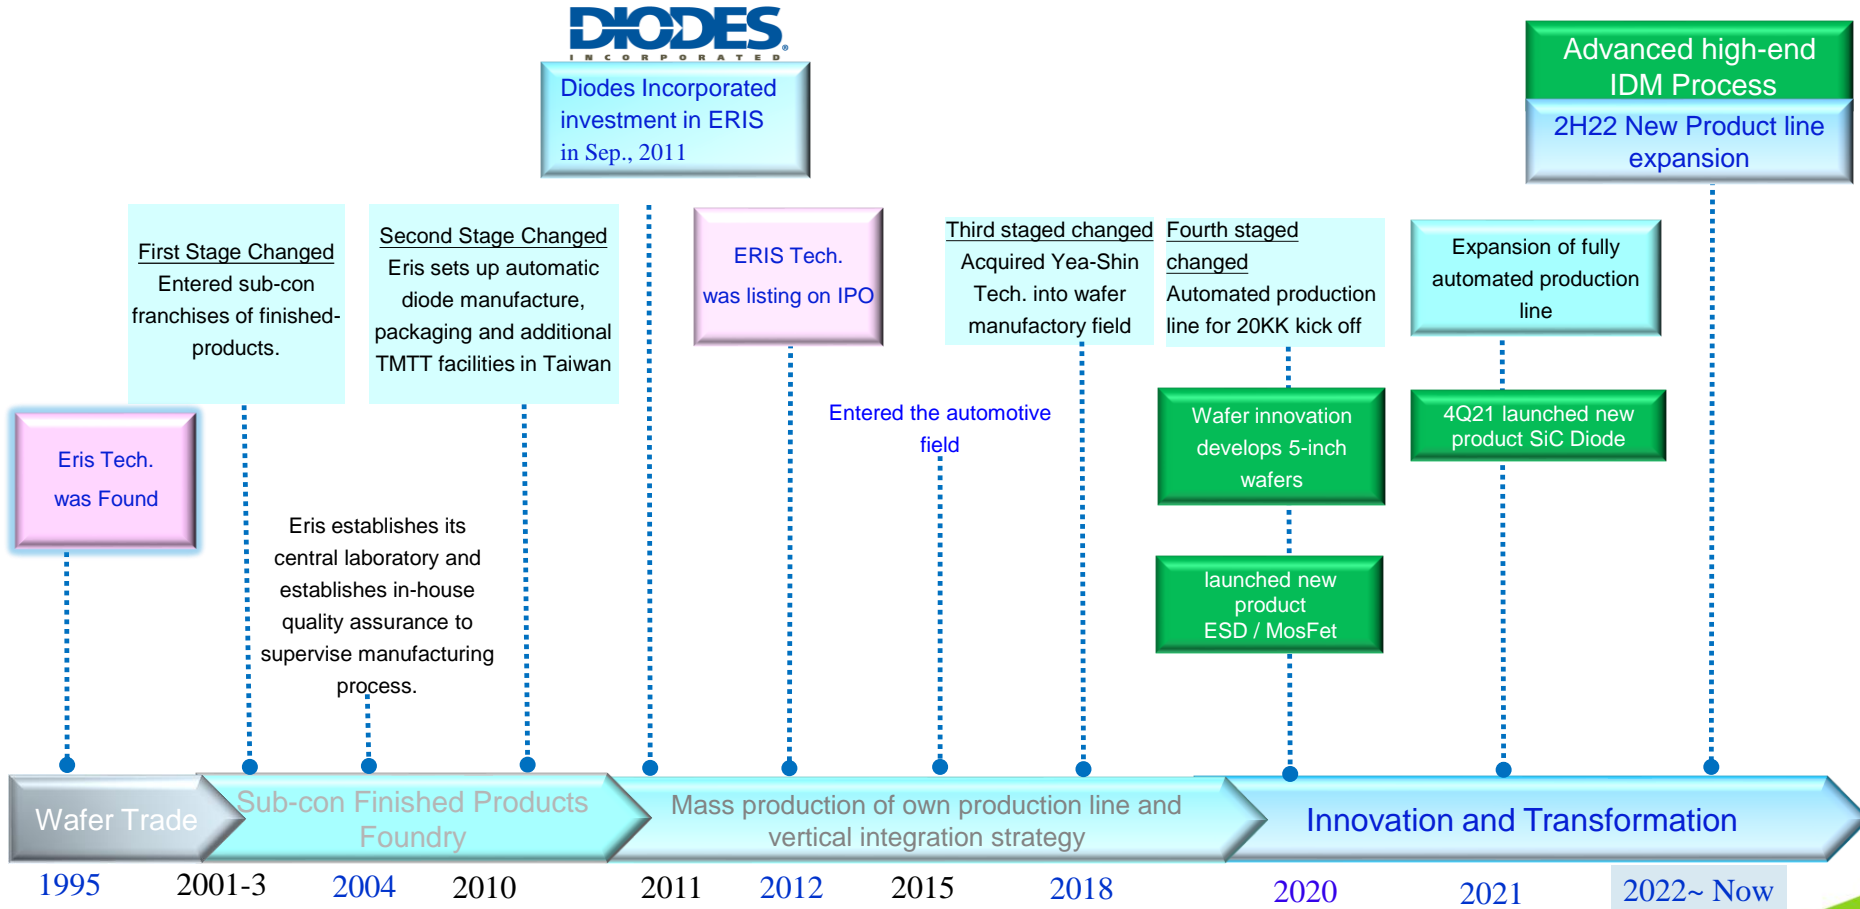 DIODES
INCORPORATED
Diodes Incorporated
investment in ERIS
in Sep., 2011
Advanced high-end
IDM Process
2H22 New Product line
expansion
First Stage Changed
Entered sub-con
franchises of finished-
products.
Second Stage Changed
Eris sets up automatic
diode manufacture,
packaging and additional
TMTT facilities in Taiwan
ERIS Tech.
was listing on IPO
Third staged changed
Acquired Yea-Shin
Tech. into wafer
manufactory field
Fourth staged
changed
Automated production
line for 20KK kick off
Expansion of fully
automated production
line
Eris Tech.
was Found
Eris establishes its
central laboratory and
establishes in-house
quality assurance to
supervise manufacturing
process.
Entered the automotive
field
Wafer innovation
develops 5-inch
wafers
4Q21 launched new
product SiC Diode
launched new
product
ESD / MosFet
Wafer Trade
Sub-con Finished Products
Foundry
Mass production of own production line and
vertical integration strategy
Innovation and Transformation
1995
2001-3
2004
2010
2011
2012
2015
2018
2020
2021
2022~ Now